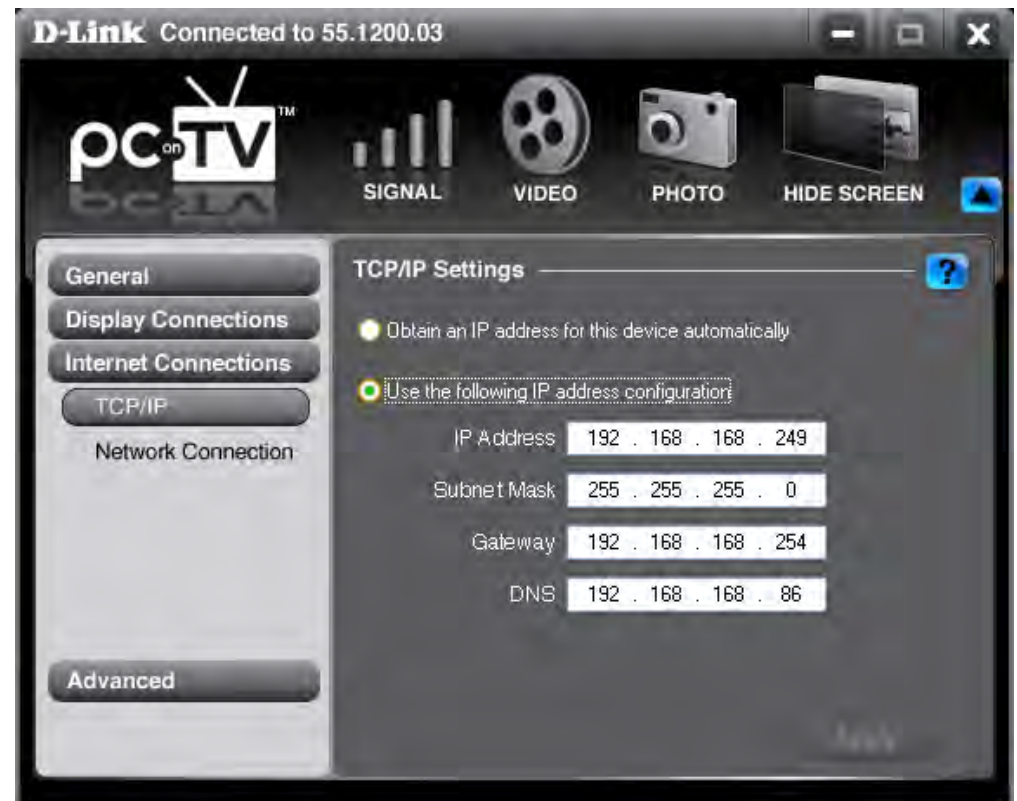 D-Link Connected to 55.1200.03
pc on TV TM
SIGNAL VIDEO PHOTO HIDE SCREEN
General
Display Connections
Internet Connections
TCP/IP
Network Connection
Advanced
TCP/IP Settings ?
Obtain an IP address for this device automatically
Use the following IP address configuration
IP Address 192 . 168 . 168 . 249
Subnet Mask 255 . 255 . 255 . 0
Gateway 192 . 168 . 168 . 254
DNS 192 . 168 . 168 . 86